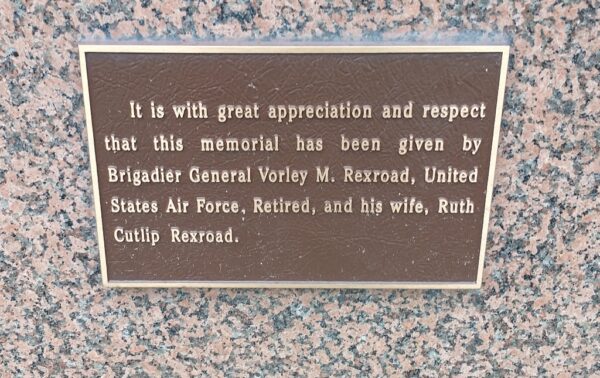 It is with great appreciation and respect
that this memorial has been given by
Brigadier General Vorley M. Rexroad, United
States Air Force, Retired, and his wife, Ruth
Cutlip Rexroad.